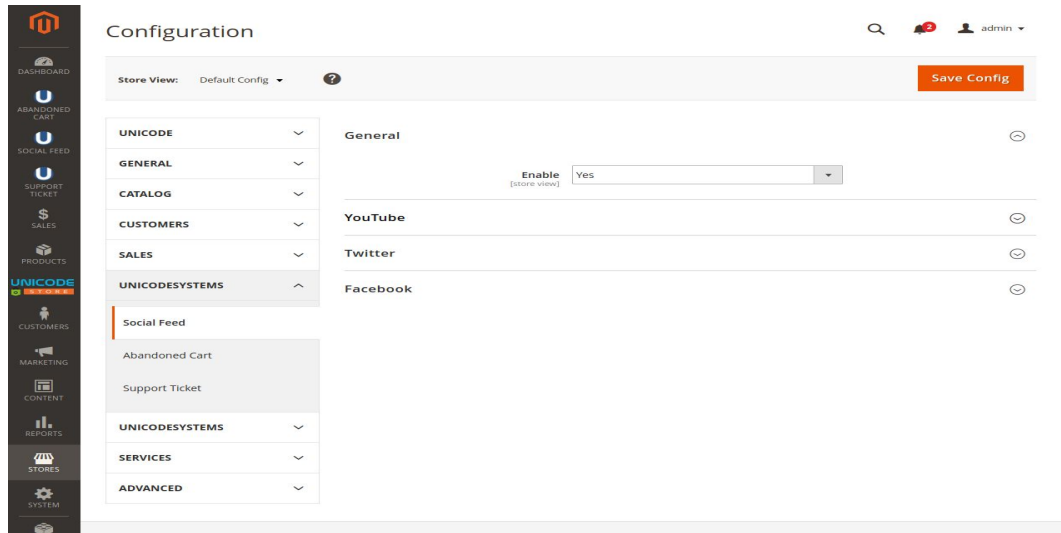 Configuration
2
admin
DASHBOARD
ABANDONED
CART
SOCIAL FEED
SUPPORT
TICKET
SALES
PRODUCTS
UNICODE
STORE
CUSTOMERS
MARKETING
CONTENT
REPORTS
STORES
SYSTEM
Store View: Default Config
?
Save Config
UNICODE
GENERAL
CATALOG
CUSTOMERS
SALES
UNICODESYSTEMS
Social Feed
Abandoned Cart
Support Ticket
UNICODESYSTEMS
SERVICES
ADVANCED
General
Enable Yes
[store view]
YouTube
Twitter
Facebook